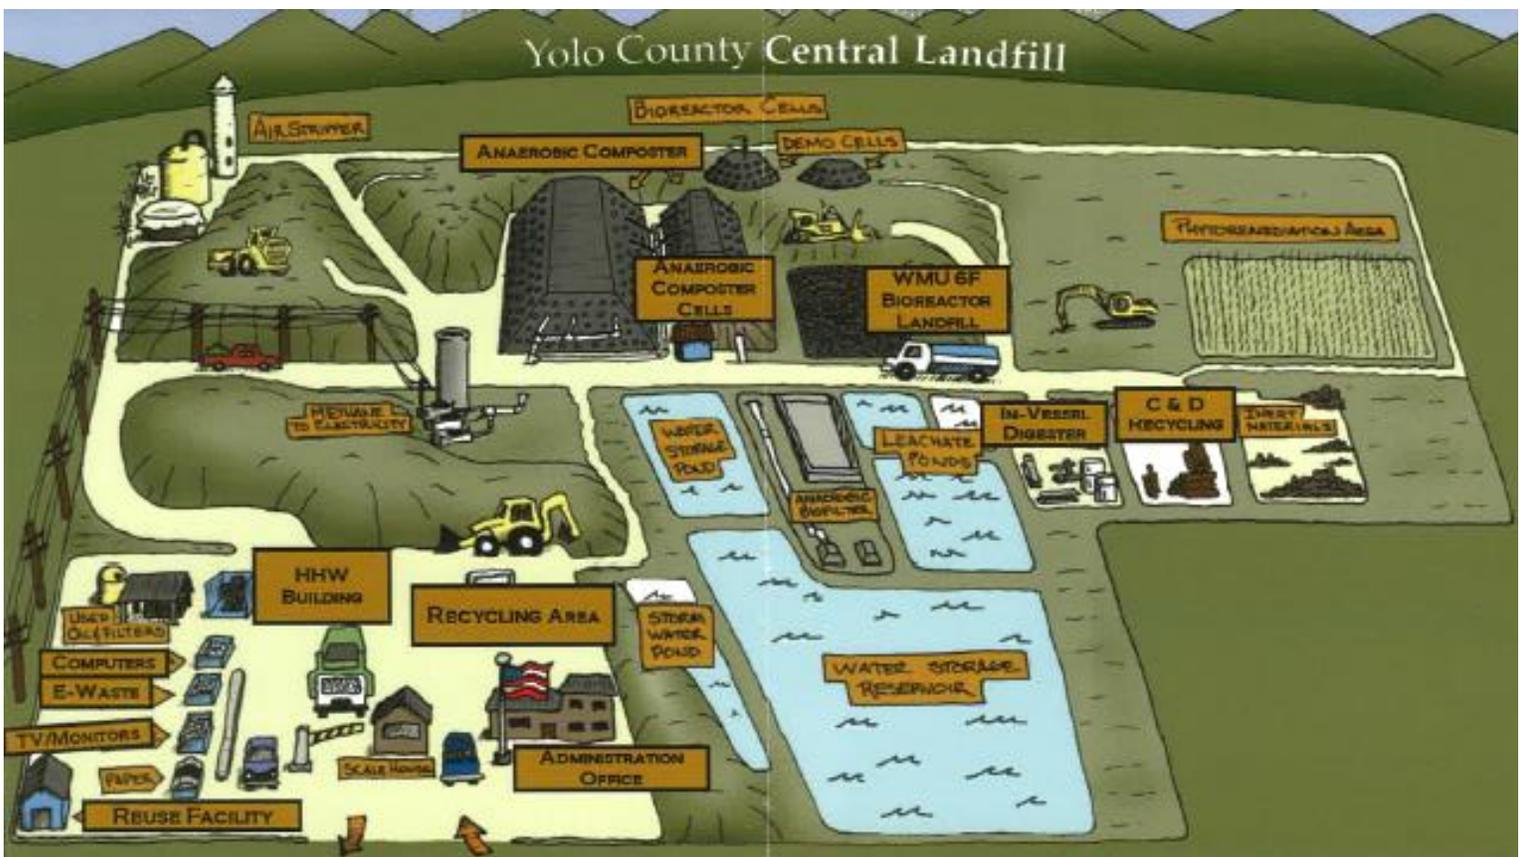 Yolo County Central Landfill
BIOREACTOR CELLS
AIR STRIPPER
ANAEROBIC COMPOSTER
DEMO CELLS
PHYTOREMEDIATION AREA
ANAEROBIC
COMPOSTER
CELLS
WMU 6F
BIOREACTOR
LANDFILL
METHANE
TO ELECTRICITY
WATER
STORAGE
POND
LEACHATE
PONDS
IN-VESSEL
DIGESTER
C & D
RECYCLING
INERT
MATERIALS
ANAEROBIC
BIOFILTER
HHW
BUILDING
RECYCLING AREA
USED
OIL/FILTERS
STORM
WATER
POND
COMPUTERS
E-WASTE
WATER STORAGE
RESERVOIR
TV/MONITORS
PAPER
SCALE HOUSE
ADMINISTRATION
OFFICE
REUSE FACILITY